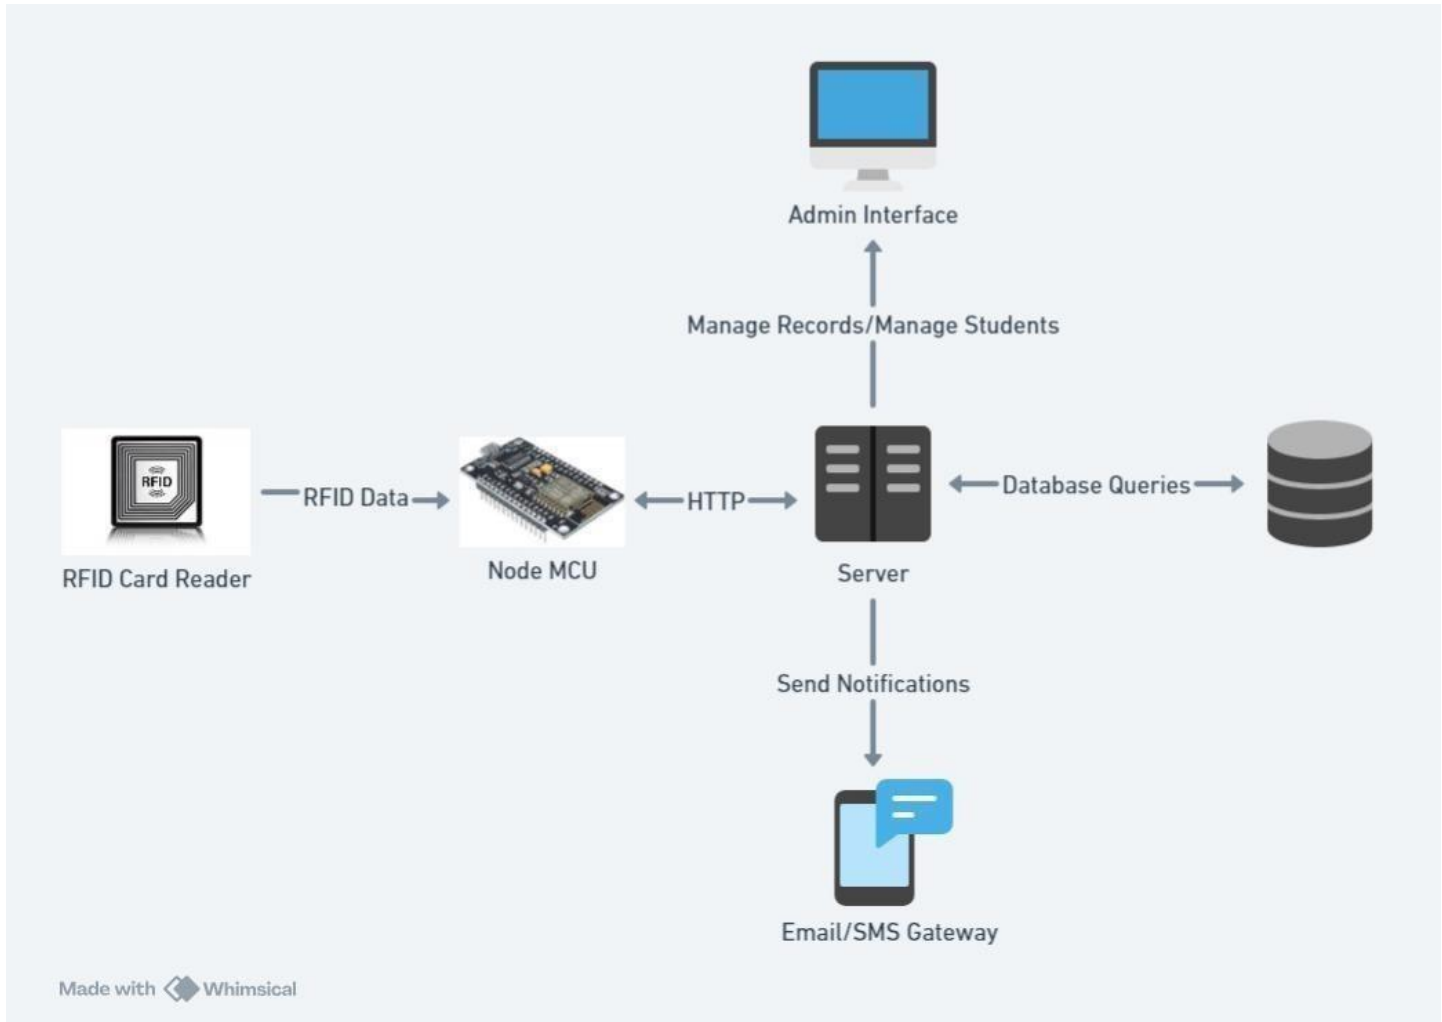 Admin Interface
Manage Records/Manage Students
RFID
RFID Data
HTTP
Database Queries
RFID Card Reader
Node MCU
Server
Send Notifications
Email/SMS Gateway
Made with Whimsical